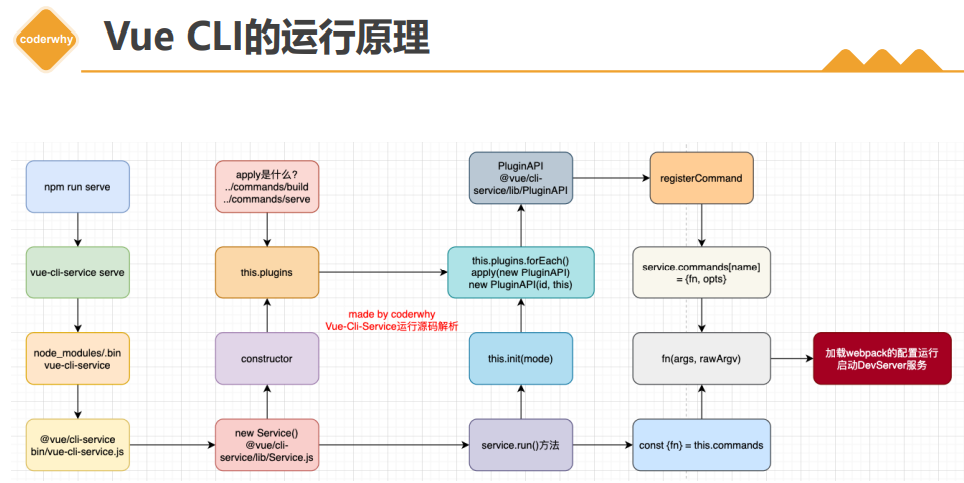 coderwhy
Vue CLI的运行原理
npm run serve
vue-cli-service serve
node_modules/.bin
vue-cli-service
@vue/cli-service
bin/vue-cli-service.js
apply是什么?
../commands/build
../commands/serve
this.plugins
constructor
new Service()
@vue/cli-
service/lib/Service.js
made by coderwhy
Vue-Cli-Service运行源码解析
PluginAPI
@vue/cli-
service/lib/PluginAPI
this.plugins.forEach()
apply(new PluginAPI)
new PluginAPI(id, this)
this.init(mode)
service.run()方法
registerCommand
service.commands[name]
= {fn, opts}
fn(args, rawArgv)
const {fn} = this.commands
加载webpack的配置运行
启动DevServer服务